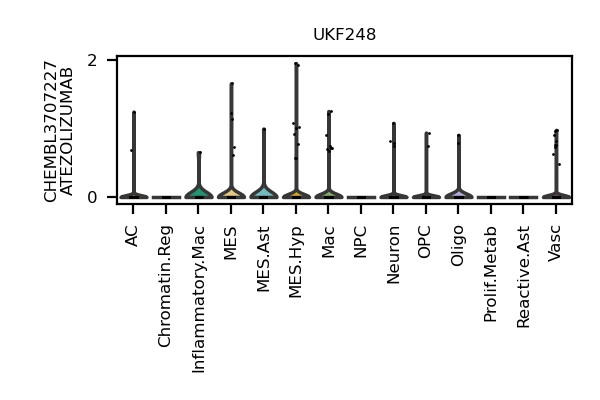 UKF248
CHEMBL3707227
ATEZOLIZUMAB
2
0
AC
Chromatin.Reg
Inflammatory.Mac
MES
MES.Ast
MES.Hyp
Mac
NPC
Neuron
OPC
Oligo
Prolif.Metab
Reactive.Ast
Vasc